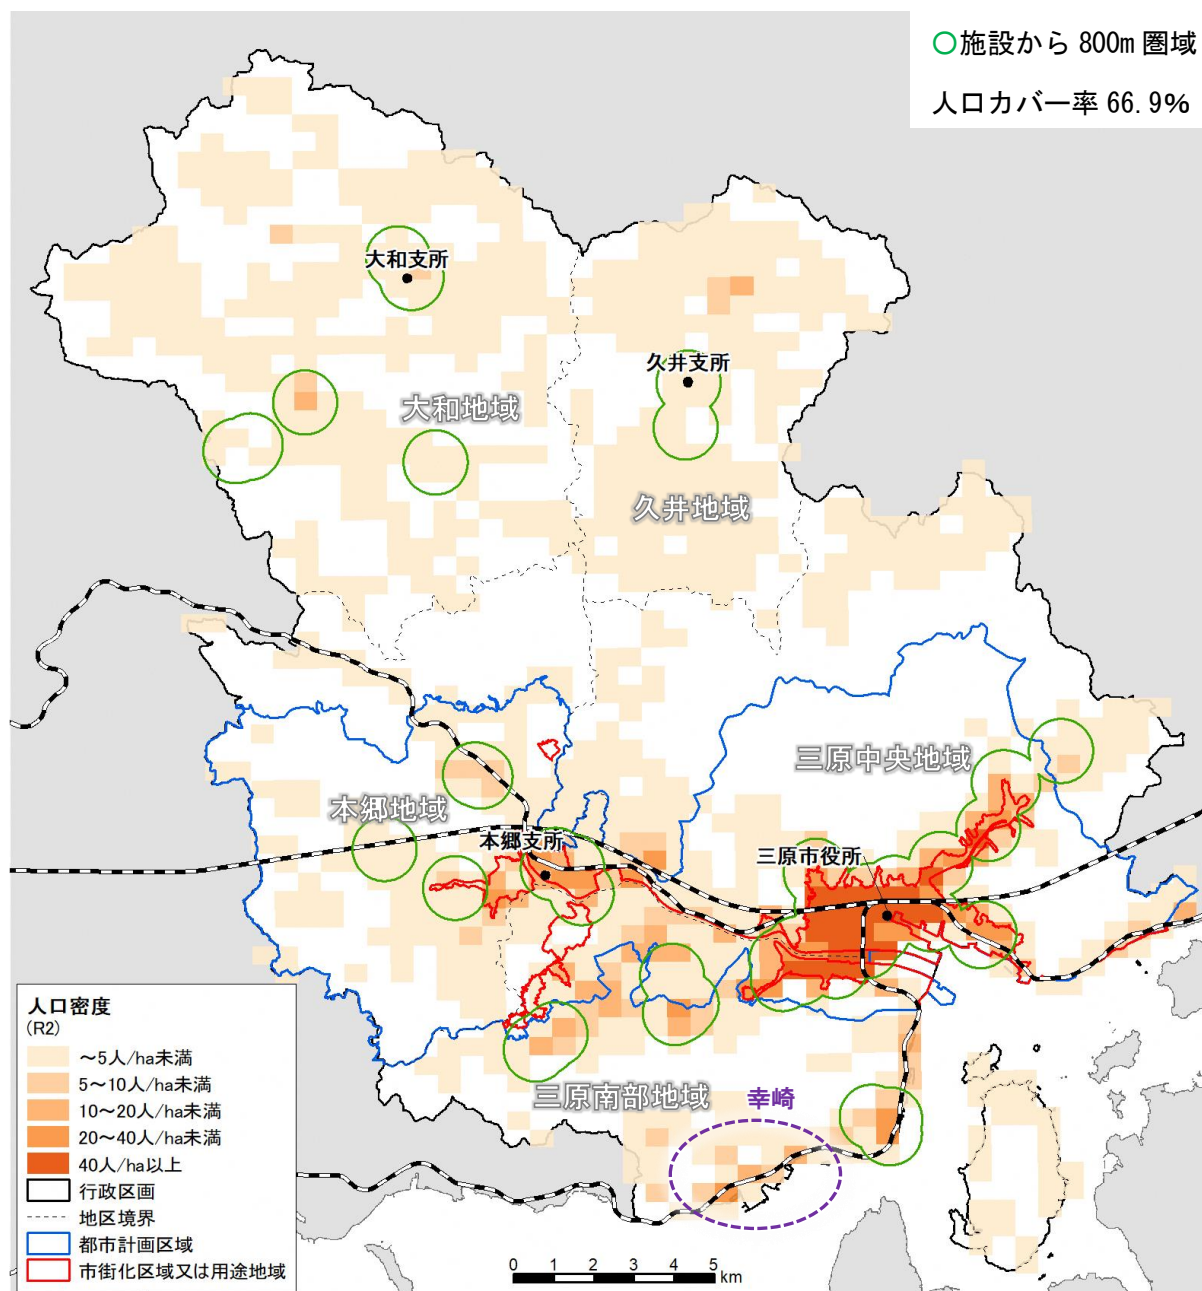 ○施設から 800m 圏域
人口カバー率 66.9%
大和支所
久井支所
大和地域
久井地域
三原中央地域
本郷地域
本郷支所
三原市役所
三原南部地域
幸崎
人口密度
(R2)
～5人/ha未満
5～10人/ha未満
10～20人/ha未満
20～40人/ha未満
40人/ha以上
行政区画
地区境界
都市計画区域
市街化区域又は用途地域
0 1 2 3 4 5
km